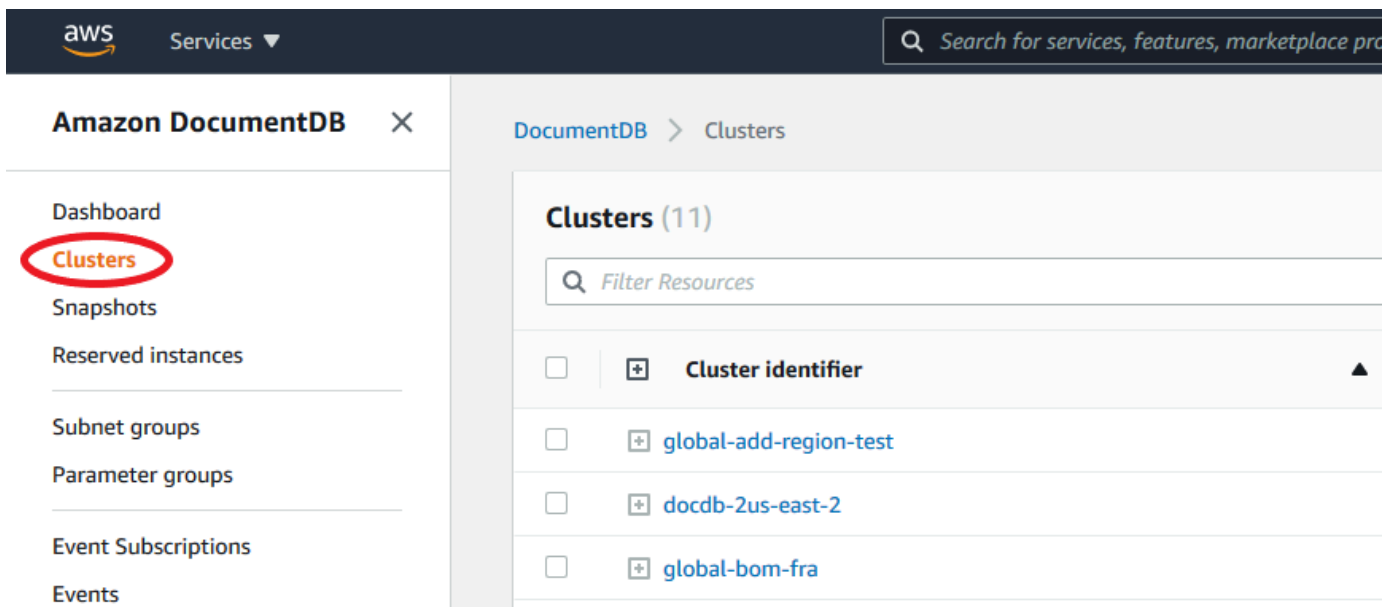 aws
Services ▼
Search for services, features, marketplace pro
Amazon DocumentDB
Dashboard
Clusters
Snapshots
Reserved instances
Subnet groups
Parameter groups
Event Subscriptions
Events
DocumentDB > Clusters
Clusters (11)
Filter Resources
Cluster identifier
global-add-region-test
docdb-2us-east-2
global-bom-fra